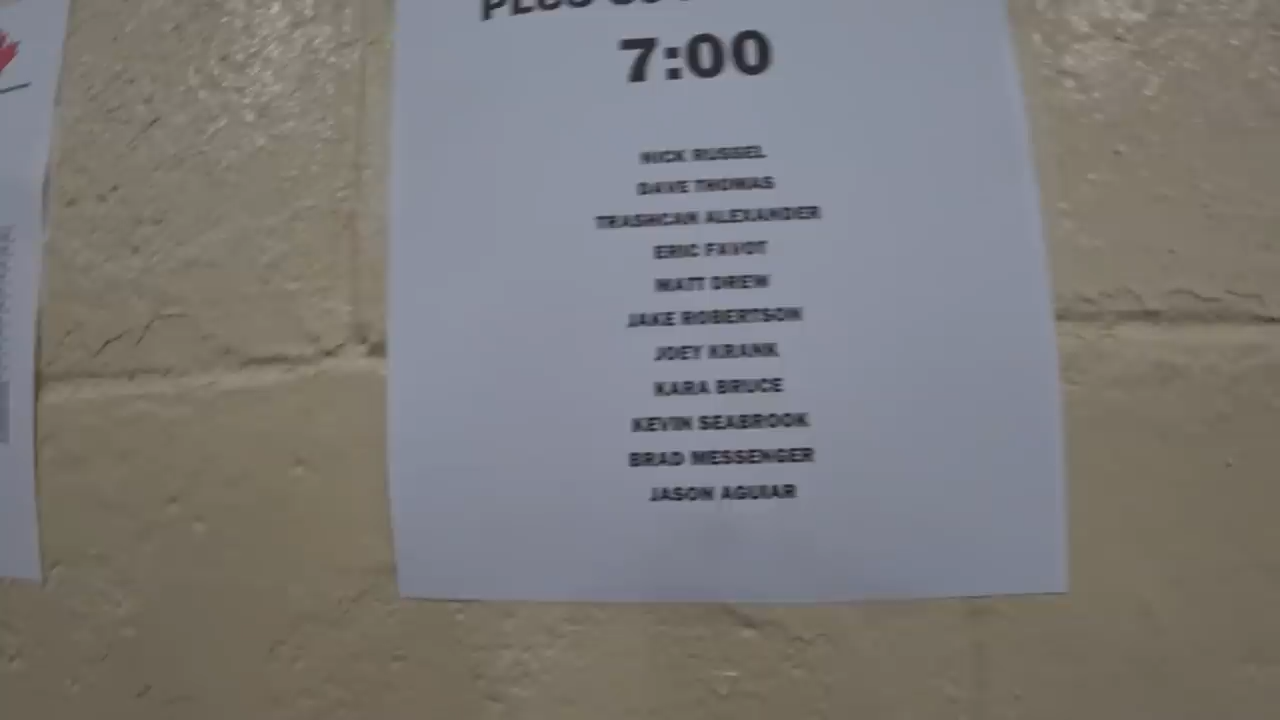 PLUS
7:00
NICK RUSSEL
DAVE THOMAS
TRASHCAN ALEXANDER
ERIC FAVOT
MATT DREW
JAKE ROBERTSON
JOEY KRANK
KARA BRUCE
KEVIN SEABROOK
BRAD MESSENGER
JASON AGUIAR